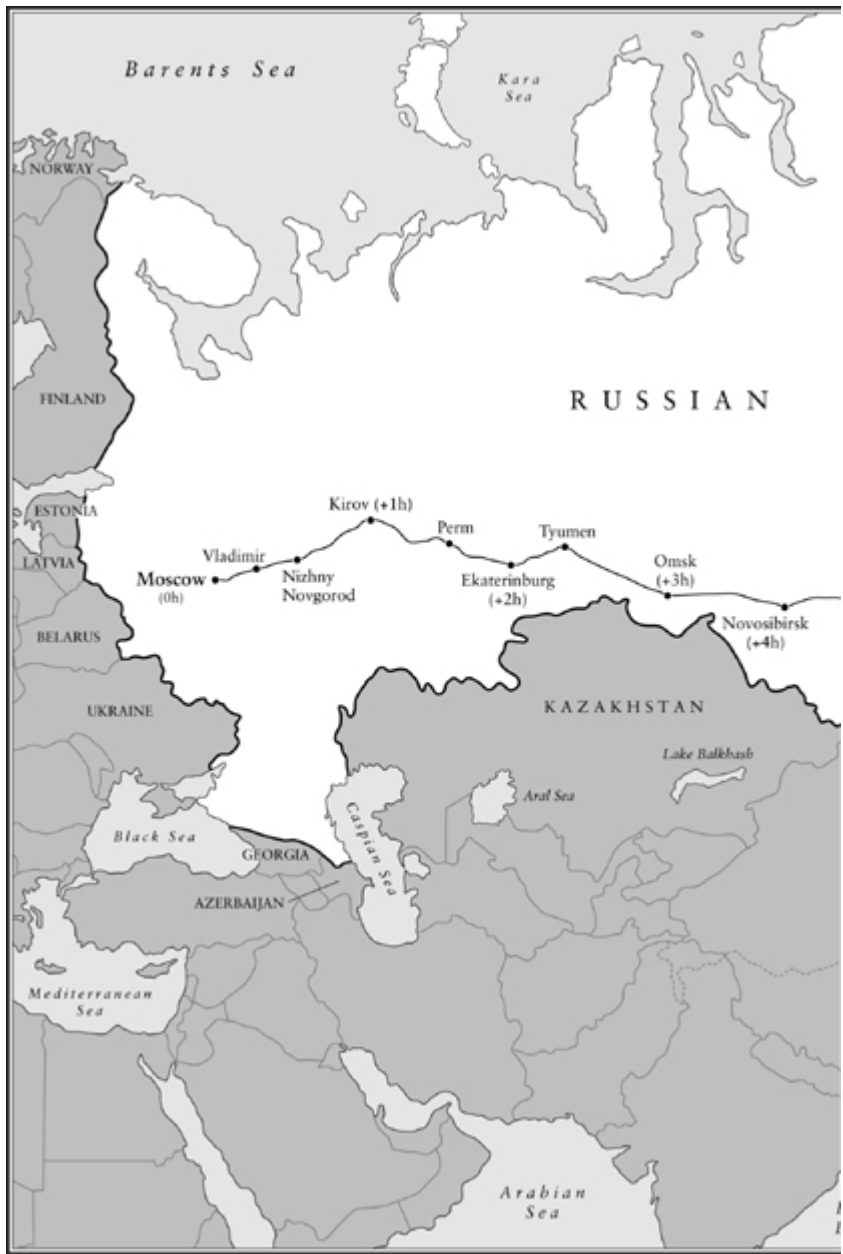 Barents Sea
Kara
Sea
NORWAY
RUSSIAN
FINLAND
Kirov (+1h)
ESTONIA
Perm
Tyumen
Vladimir
LATVIA
Moscow
(0h)
Nizhny
Novgorod
Ekaterinburg
(+2h)
Omsk
(+3h)
Novosibirsk
(+4h)
BELARUS
UKRAINE
KAZAKHSTAN
Lake Balkhash
Aral Sea
Black Sea
Caspian Sea
GEORGIA
AZERBAIJAN
Mediterranean
Sea
Arabian
Sea